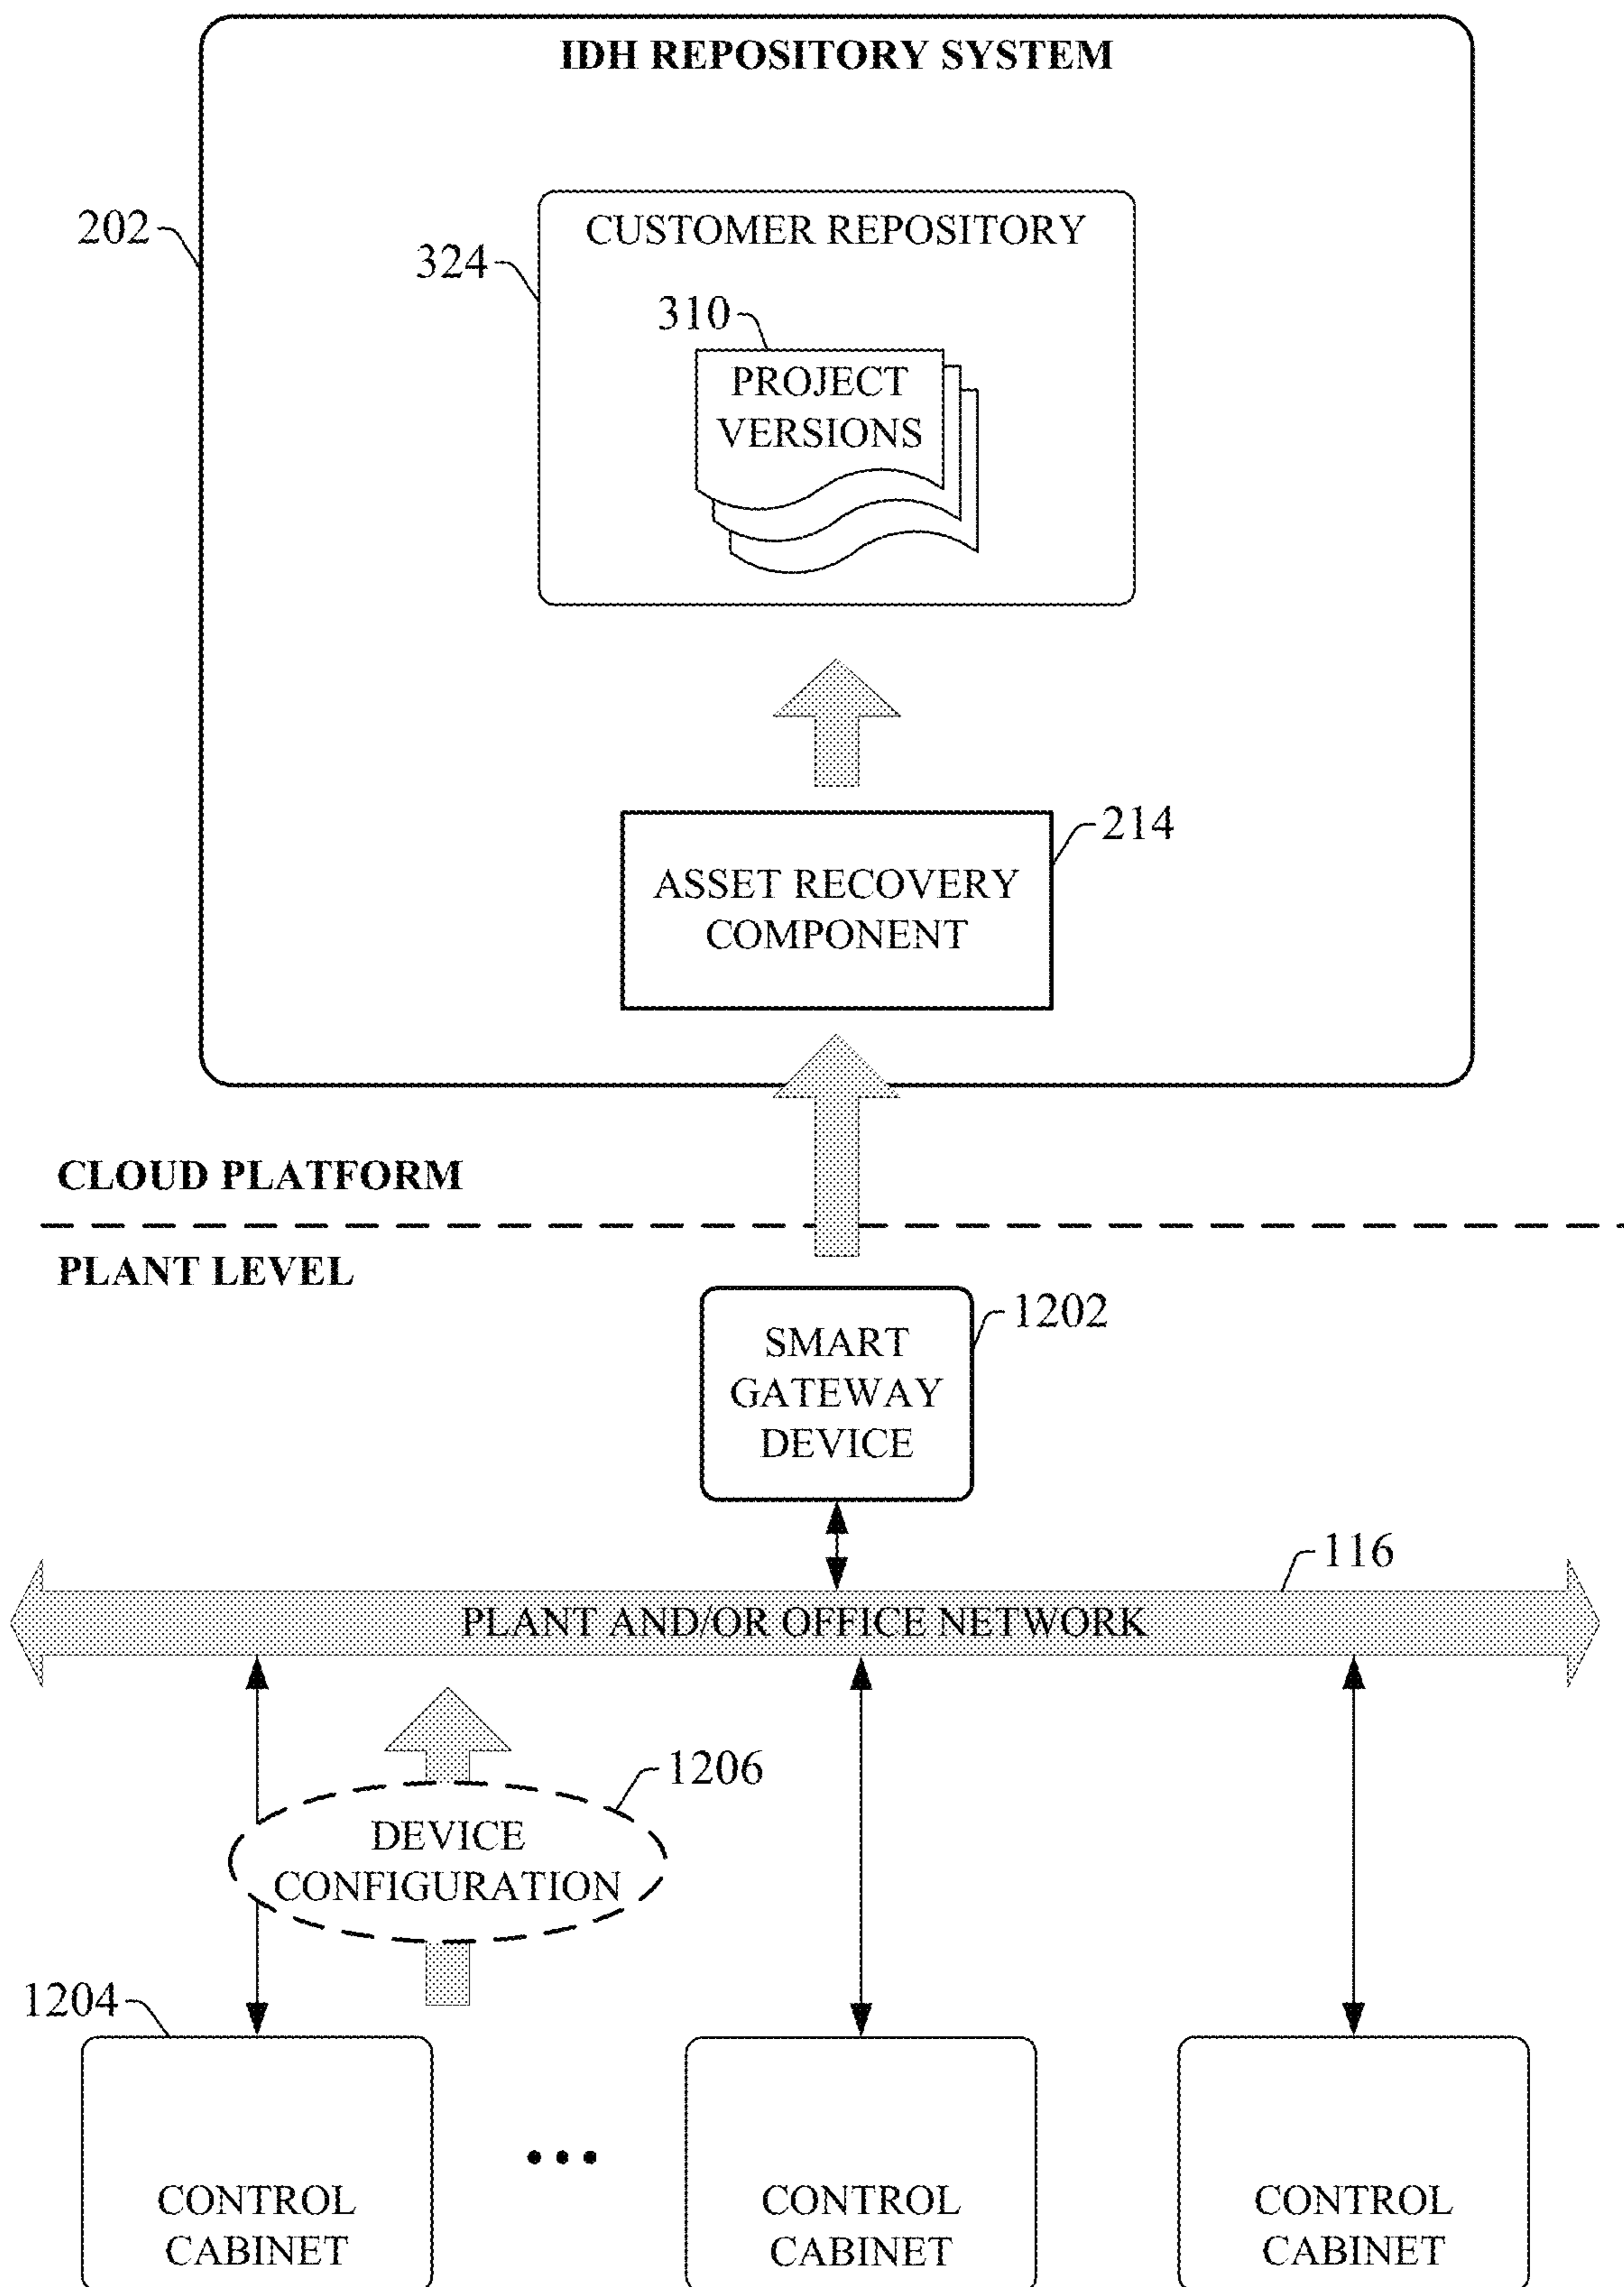 IDH REPOSITORY SYSTEM
202
CUSTOMER REPOSITORY
324
310
PROJECT
VERSIONS
214
ASSET RECOVERY
COMPONENT
CLOUD PLATFORM
PLANT LEVEL
1202
SMART
GATEWAY
DEVICE
116
PLANT AND/OR OFFICE NETWORK
1206
DEVICE
CONFIGURATION
1204
•••
CONTROL
CABINET
CONTROL
CABINET
CONTROL
CABINET